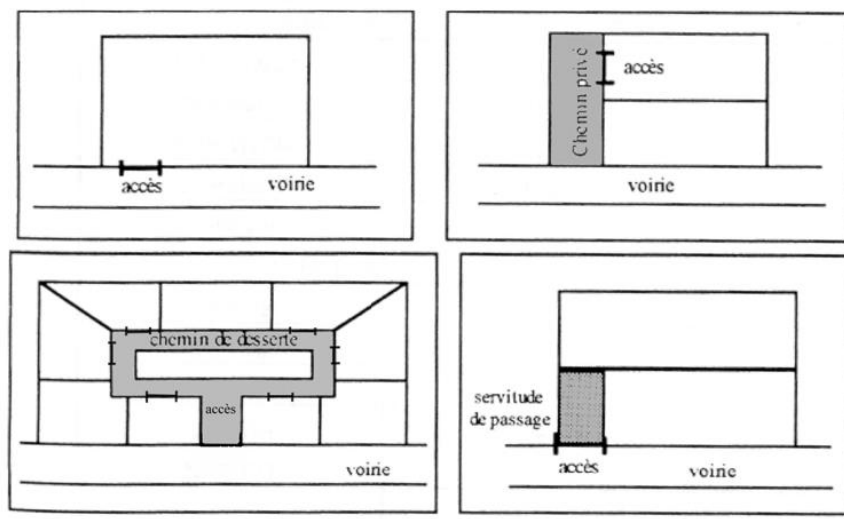 accès
voirie
Chemin privé
accès
voirie
chemin de desserte
accès
voirie
servitude
de passage
accès
voirie